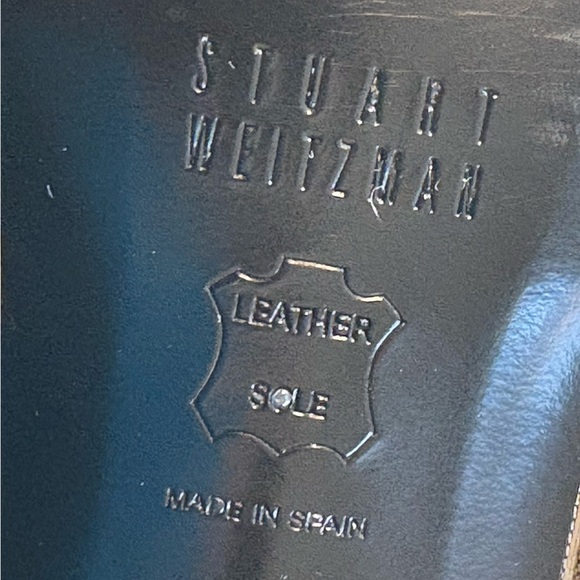 STUART
WEITZMAN
LEATHER
SOLE
MADE IN SPAIN